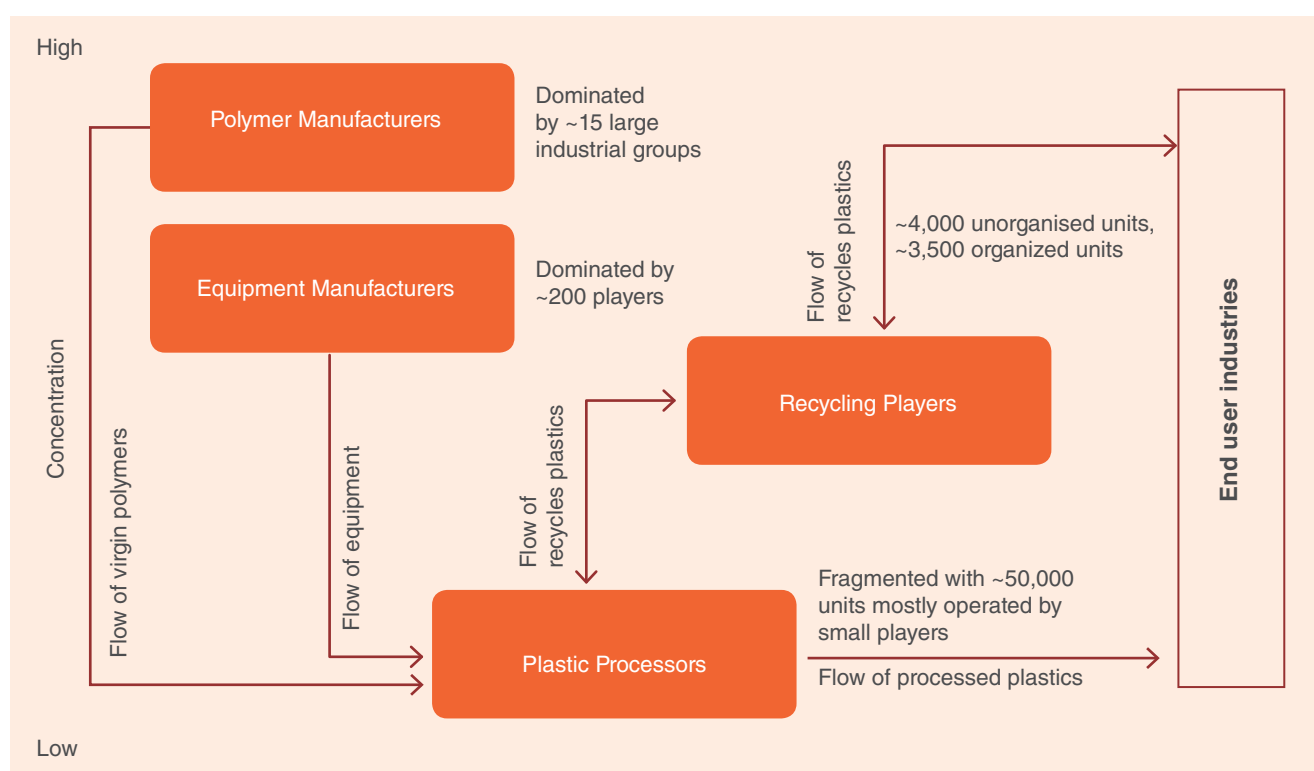 High
Polymer Manufacturers
Dominated
by ~15 large
industrial groups
Equipment Manufacturers
Dominated by
~200 players
Flow of
recycles plastics
~4,000 unorganised units,
~3,500 organized units
Recycling Players
End user industries
Concentration
Flow of virgin polymers
Flow of equipment
Flow of
recycles plastics
Plastic Processors
Fragmented with ~50,000
units mostly operated by
small players
Flow of processed plastics
Low